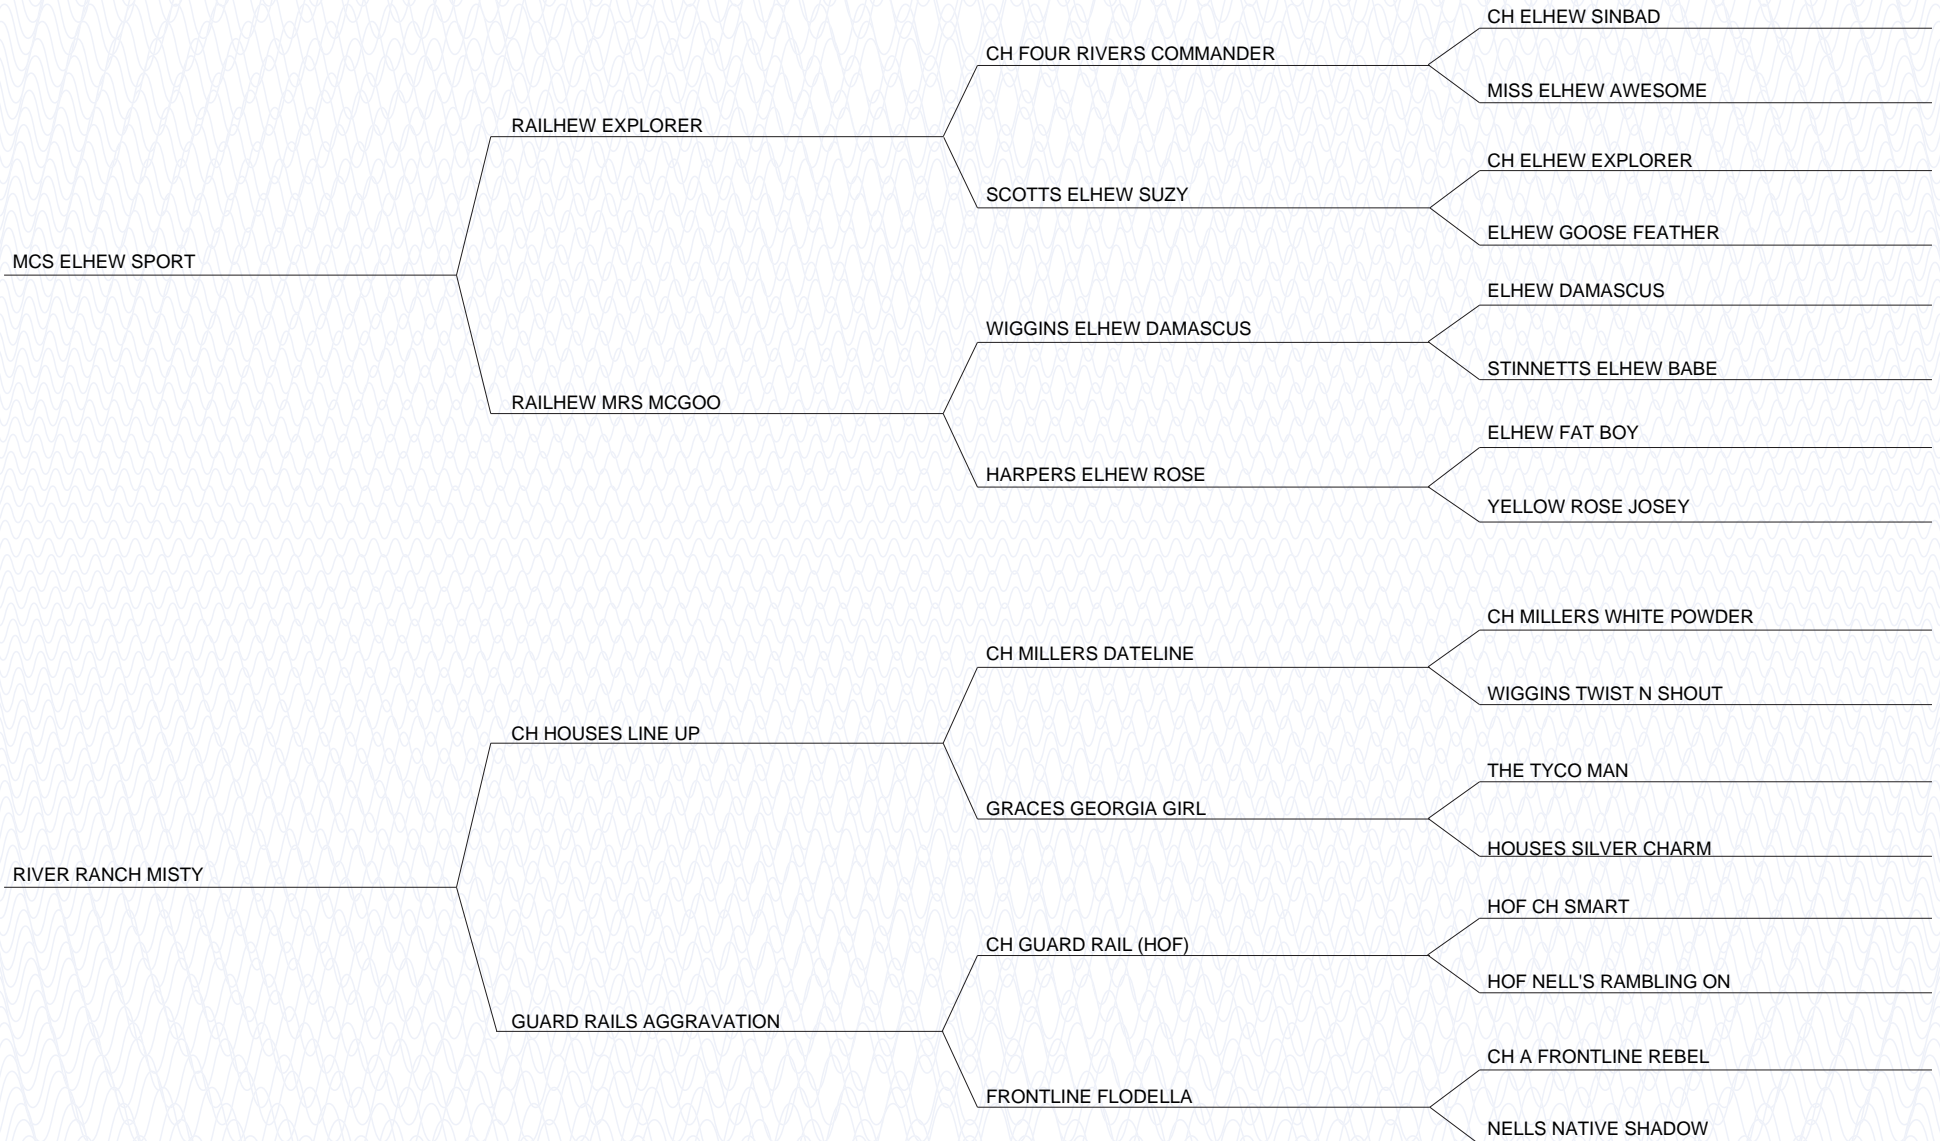 CH ELHEW SINBAD
CH FOUR RIVERS COMMANDER
MISS ELHEW AWESOME
RAILHEW EXPLORER
CH ELHEW EXPLORER
SCOTTS ELHEW SUZY
ELHEW GOOSE FEATHER
MCS ELHEW SPORT
ELHEW DAMASCUS
WIGGINS ELHEW DAMASCUS
STINNETTS ELHEW BABE
RAILHEW MRS MCGOO
ELHEW FAT BOY
HARPERS ELHEW ROSE
YELLOW ROSE JOSEY
CH MILLERS WHITE POWDER
CH MILLERS DATELINE
WIGGINS TWIST N SHOUT
CH HOUSES LINE UP
THE TYCO MAN
GRACES GEORGIA GIRL
HOUSES SILVER CHARM
RIVER RANCH MISTY
HOF CH SMART
CH GUARD RAIL (HOF)
HOF NELL'S RAMBLING ON
GUARD RAILS AGGRAVATION
CH A FRONTLINE REBEL
FRONTLINE FLODELLA
NELLS NATIVE SHADOW